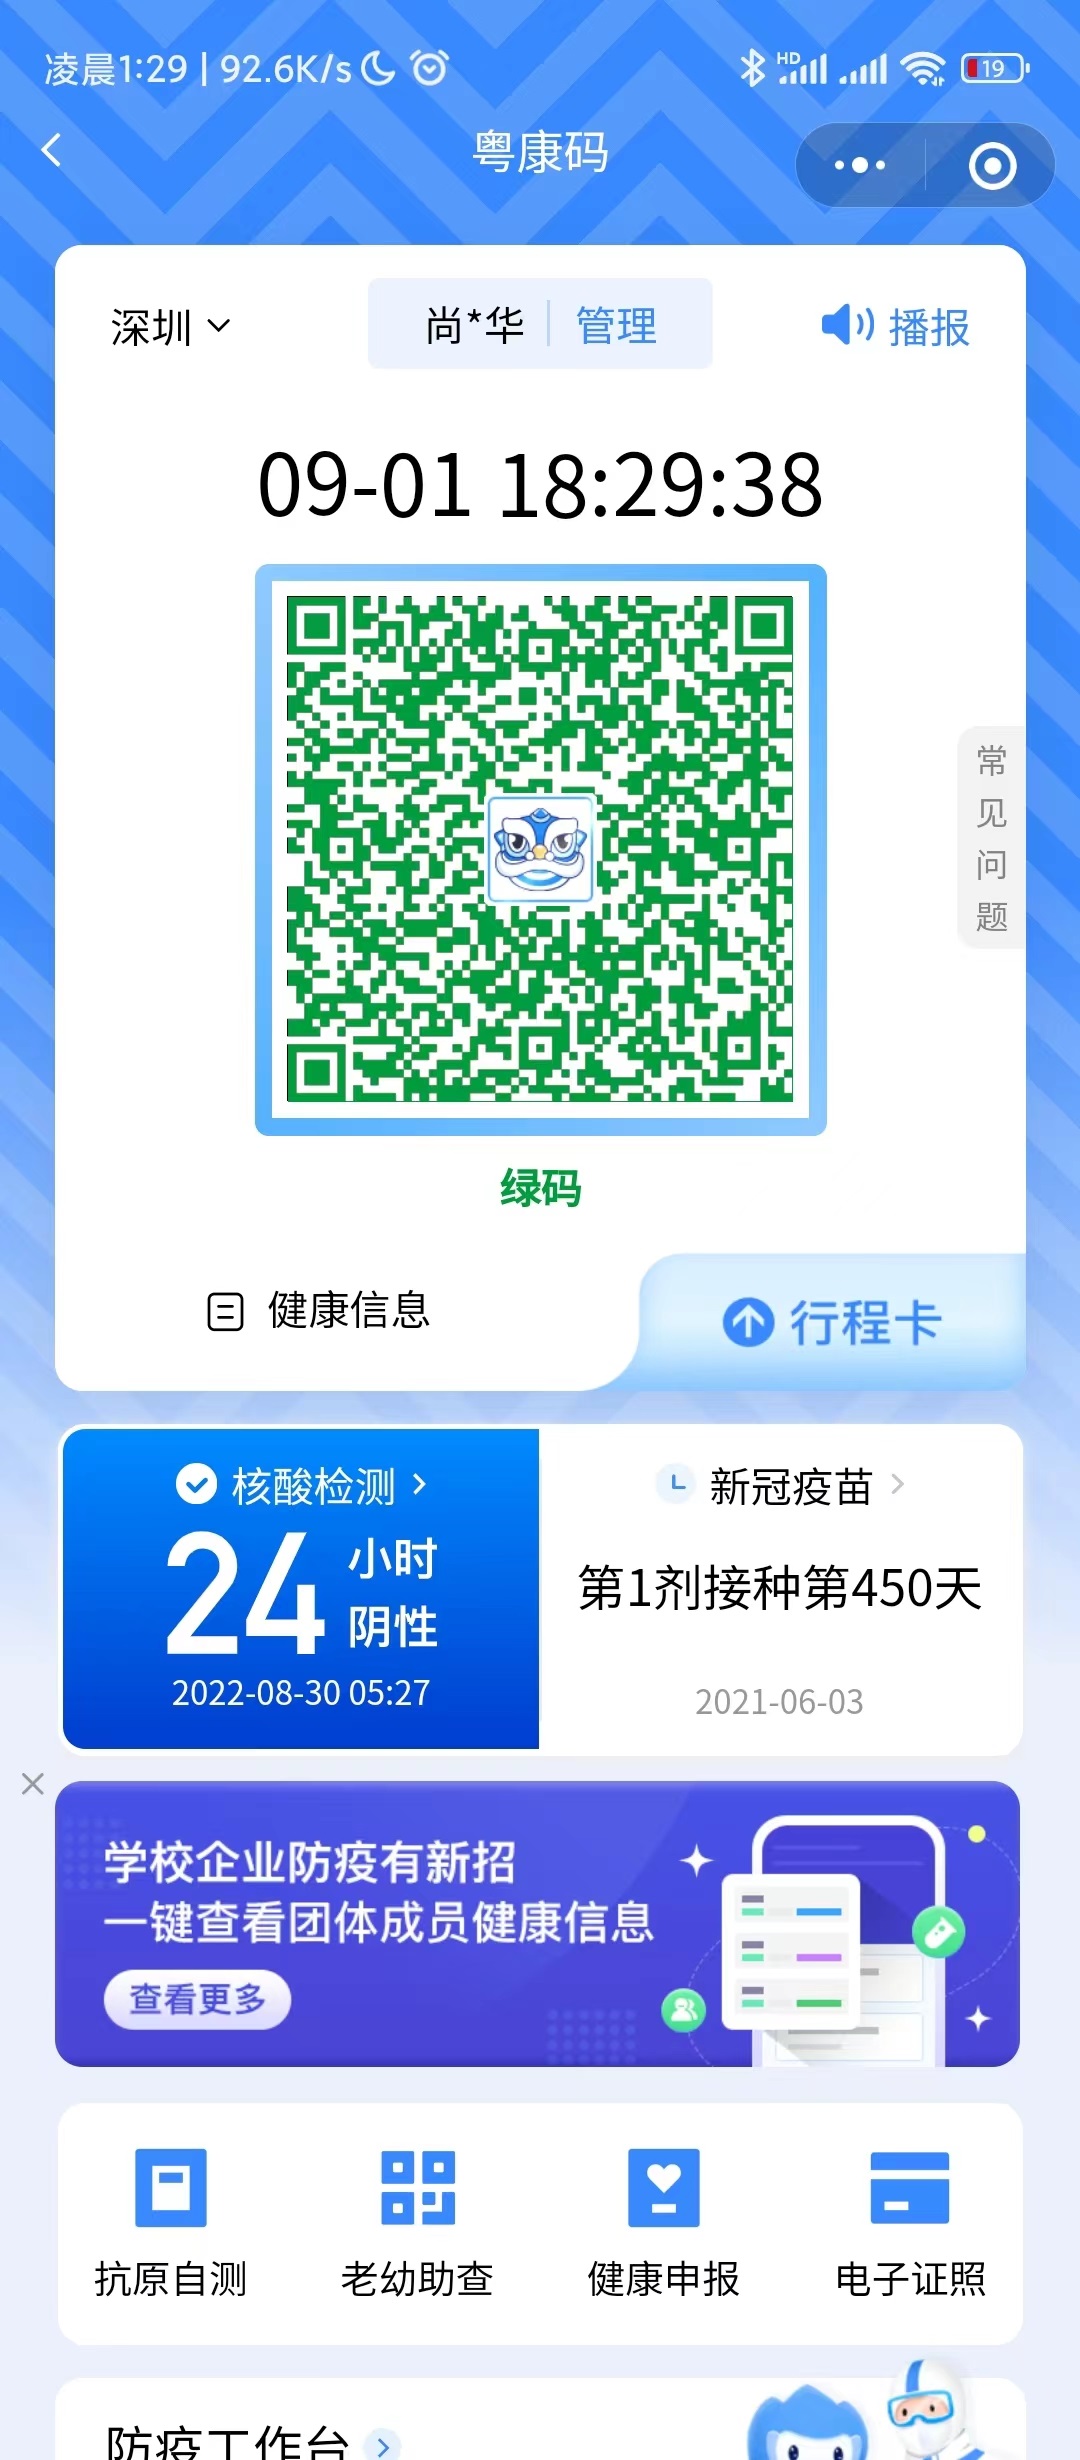 凌晨1:29 | 92.6K/s HD 19
粤康码
深圳 尚*华 管理 播报
09-01 18:29:38
常见问题
绿码
健康信息 行程卡
核酸检测
24 小时 阴性
2022-08-30 05:27
新冠疫苗
第1剂接种第450天
2021-06-03
学校企业防疫有新招
一键查看团体成员健康信息
查看更多
抗原自测 老幼助查 健康申报 电子证照
防疫工作台